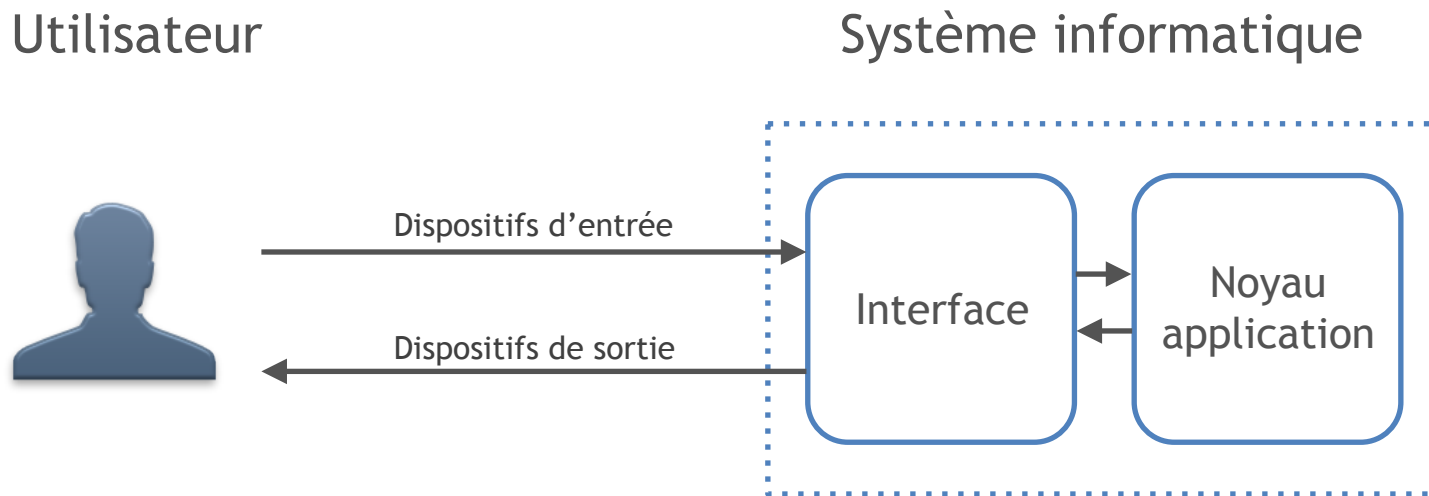 Utilisateur
Système informatique
Dispositifs d’entrée
Dispositifs de sortie
Interface
Noyau
application